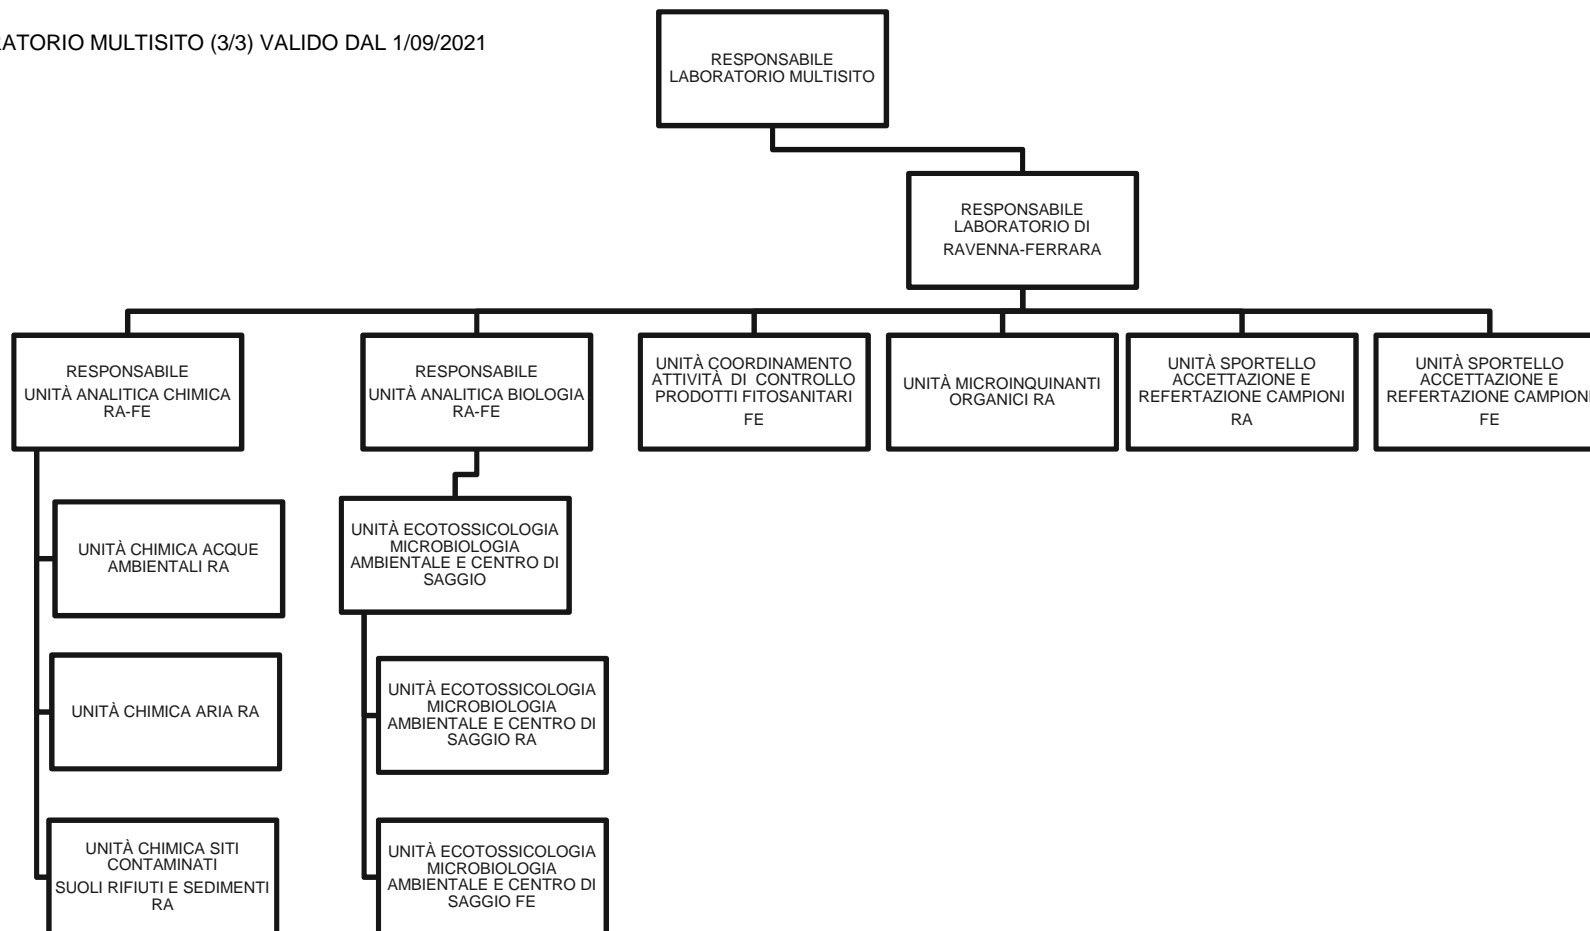 ATORIO MULTISITO (3/3) VALIDO DAL 1/09/2021
RESPONSABILE
LABORATORIO MULTISITO
RESPONSABILE
LABORATORIO DI
RAVENNA-FERRARA
RESPONSABILE
UNITÀ ANALITICA CHIMICA
RA-FE
RESPONSABILE
UNITÀ ANALITICA BIOLOGIA
RA-FE
UNITÀ COORDINAMENTO
ATTIVITÀ DI CONTROLLO
PRODOTTI FITOSANITARI
FE
UNITÀ MICROINQUINANTI
ORGANICI RA
UNITÀ SPORTELLO
ACCETTAZIONE E
REFERTAZIONE CAMPIONI
RA
UNITÀ SPORTELLO
ACCETTAZIONE E
REFERTAZIONE CAMPIONI
FE
UNITÀ CHIMICA ACQUE
AMBIENTALI RA
UNITÀ CHIMICA ARIA RA
UNITÀ CHIMICA SITI
CONTAMINATI
SUOLI RIFIUTI E SEDIMENTI
RA
UNITÀ ECOTOSSICOLOGIA
MICROBIOLOGIA
AMBIENTALE E CENTRO DI
SAGGIO
UNITÀ ECOTOSSICOLOGIA
MICROBIOLOGIA
AMBIENTALE E CENTRO DI
SAGGIO RA
UNITÀ ECOTOSSICOLOGIA
MICROBIOLOGIA
AMBIENTALE E CENTRO DI
SAGGIO FE